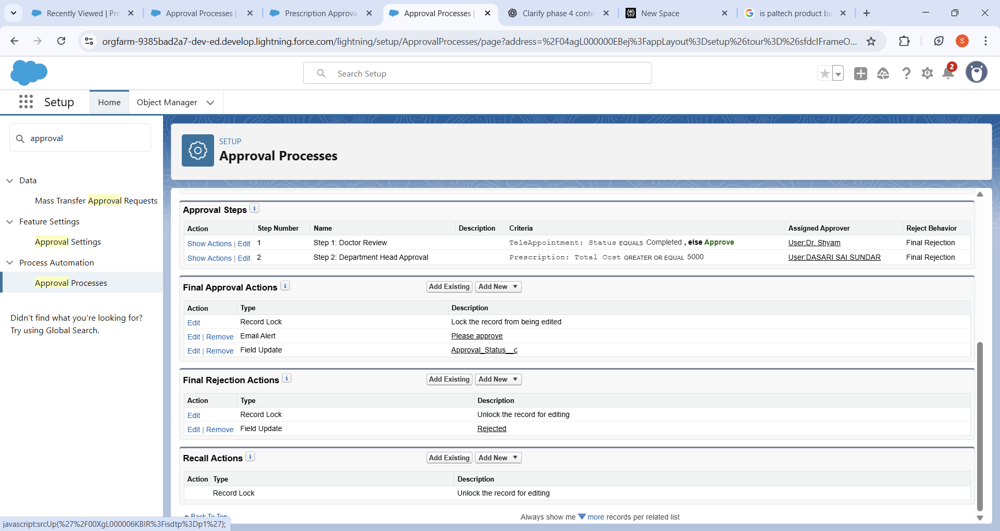 Recently Viewed | Pre
Approval Processes |
Prescription Approva
Approval Processes |
Clarify phase 4 conte
New Space
is paltech product ba
orgfarm-9385bad2a7-dev-ed.develop.lightning.force.com/lightning/setup/ApprovalProcesses/page?address=%2F04agL000000EBej%3FappLayout%3Dsetup%26tour%3D%26sfdcIFrameO...
S
Search Setup
2
Setup
Home
Object Manager
approval
Data
Mass Transfer Approval Requests
Feature Settings
Approval Settings
Process Automation
Approval Processes
Didn't find what you're looking for?
Try using Global Search.
SETUP
Approval Processes
Approval Steps i
Action Step Number Name Description Criteria Assigned Approver Reject Behavior
Show Actions | Edit 1 Step 1: Doctor Review TeleAppointment: Status EQUALS Completed , else Approve User:Dr. Shyam Final Rejection
Show Actions | Edit 2 Step 2: Department Head Approval Prescription: Total Cost GREATER OR EQUAL 5000 User:DASARI SAI SUNDAR Final Rejection
Final Approval Actions i Add Existing Add New
Action Type Description
Edit Record Lock Lock the record from being edited
Edit | Remove Email Alert Please approve
Edit | Remove Field Update Approval_Status__c
Final Rejection Actions i Add Existing Add New
Action Type Description
Edit Record Lock Unlock the record for editing
Edit | Remove Field Update Rejected
Recall Actions i Add Existing Add New
Action Type Description
Record Lock Unlock the record for editing
Back To Top Always show me more records per related list
javascript:srcUp(%27%2F00XgL000006KBIR%3Fisdtp%3Dp1%27);